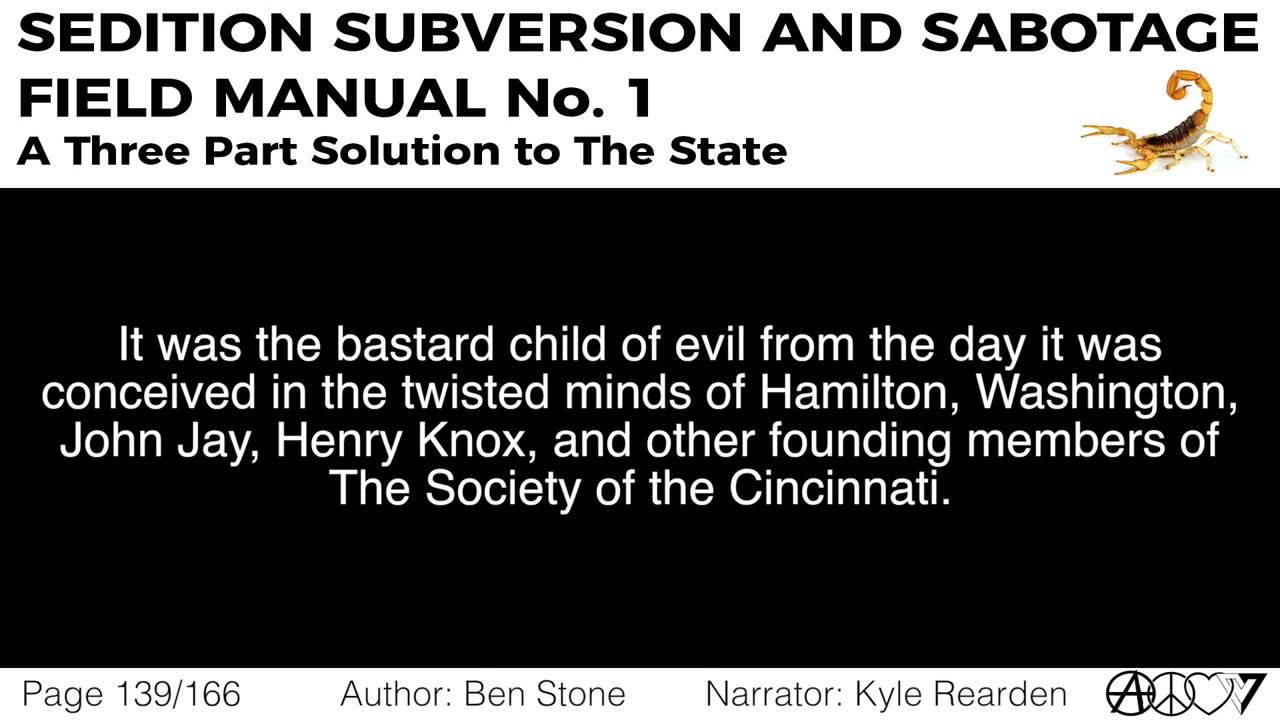 SEDITION SUBVERSION AND SABOTAGE
FIELD MANUAL No. 1
A Three Part Solution to The State
It was the bastard child of evil from the day it was
conceived in the twisted minds of Hamilton, Washington,
John Jay, Henry Knox, and other founding members of
The Society of the Cincinnati.
Page 139/166 Author: Ben Stone Narrator: Kyle Rearden